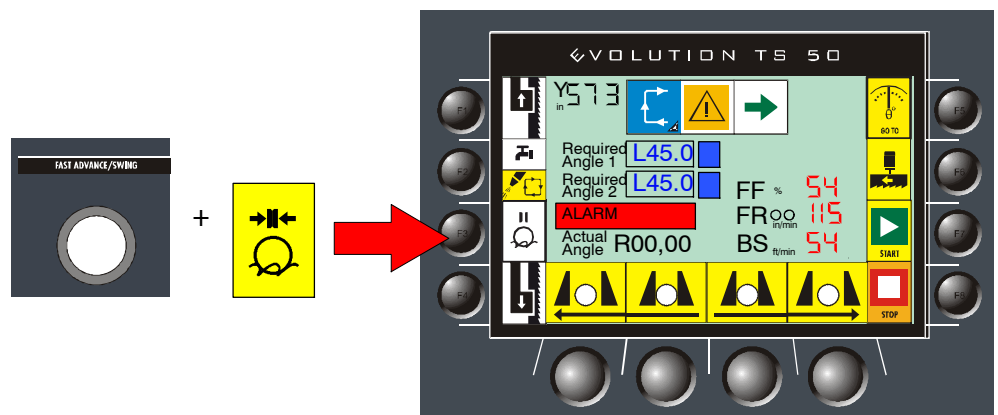 EVOLUTION TS 50
FAST ADVANCE/SWING
+
F1
F2
F3
F4
Y 573
in
Required
Angle 1 L45.0
Required
Angle 2 L45.0
ALARM
Actual
Angle R00,00
FF % 54
FR in/min 115
BS ft/min 54
θ°
GO TO
START
STOP
F5
F6
F7
F8